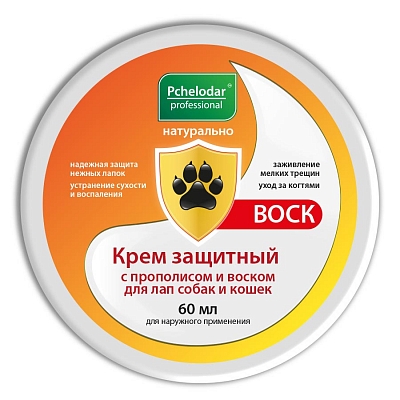 Pchelodar®
professional
натурально
надежная защита
нежных лапок
устранение сухости
и воспаления
заживление
мелких трещин
уход за когтями
ВОСК
Крем защитный
с прополисом и воском
для лап собак и кошек
60 мл
для наружного применения